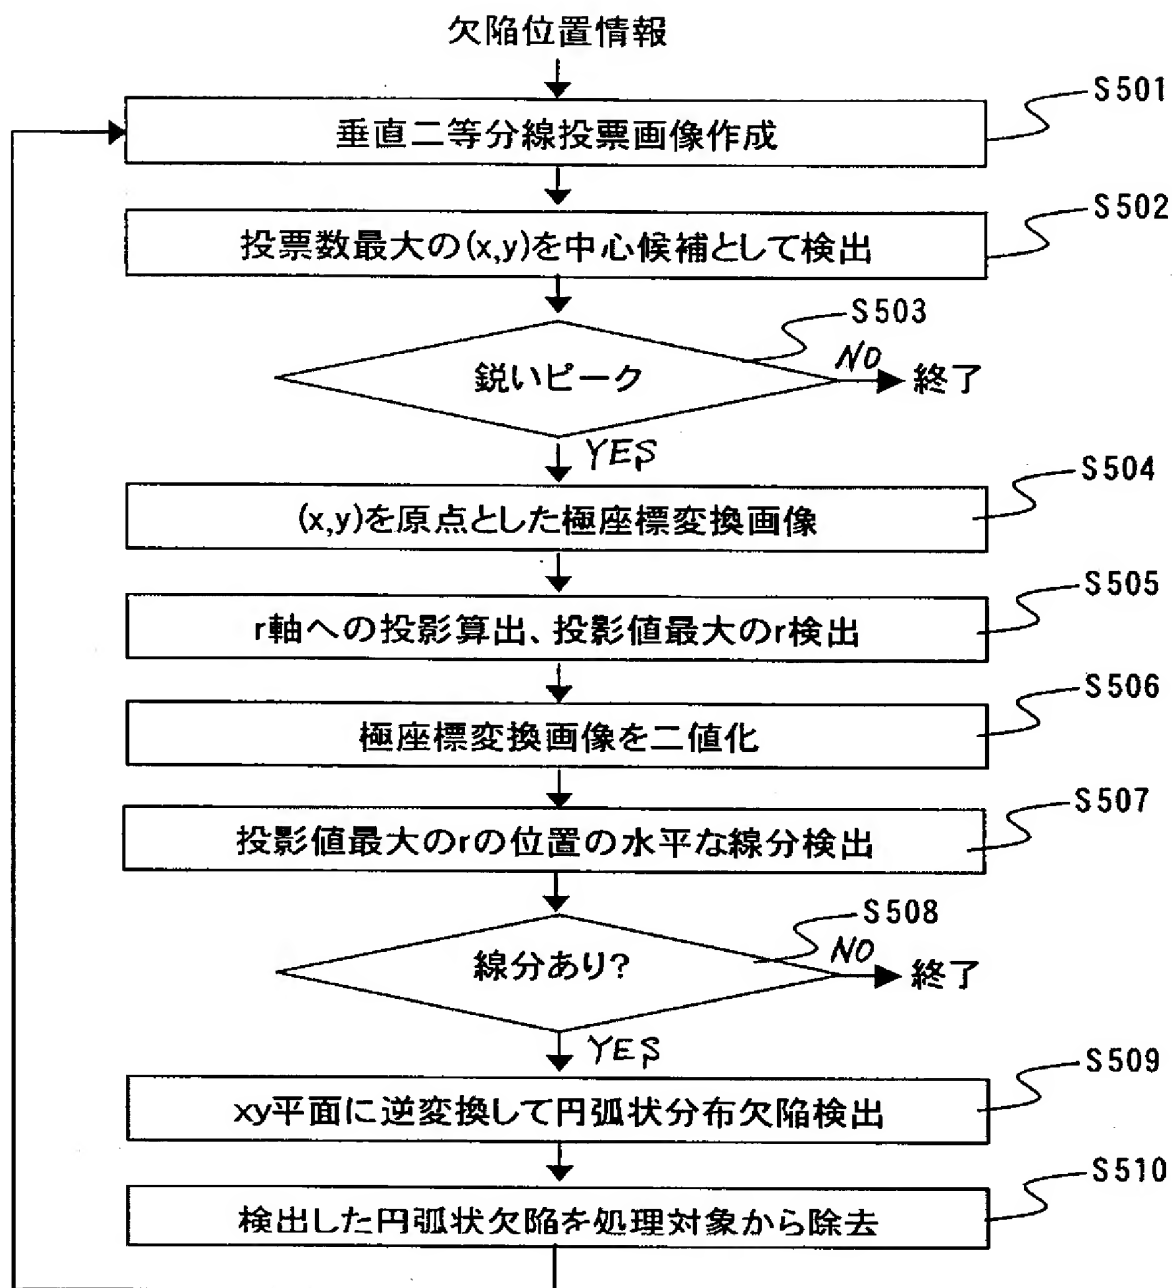 欠陥位置情報
S501
垂直二等分線投票画像作成
S502
投票数最大の(x,y)を中心候補として検出
S503
鋭いピーク
NO
終了
YES
S504
(x,y)を原点とした極座標変換画像
S505
r軸への投影算出、投影値最大のr検出
S506
極座標変換画像を二値化
S507
投影値最大のrの位置の水平な線分検出
S508
線分あり?
NO
終了
YES
S509
xy平面に逆変換して円弧状分布欠陥検出
S510
検出した円弧状欠陥を処理対象から除去